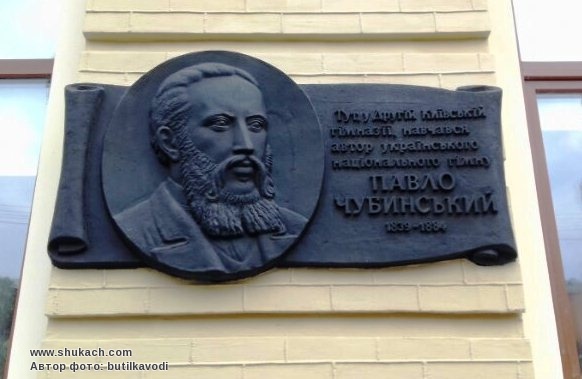 Тут, у Другій київській
гімназії, навчався
автор українського
національного гімну
ПАВЛО
ЧУБИНСЬКИЙ
1839-1884
www.shukach.com
Автор фото: butilkavodi